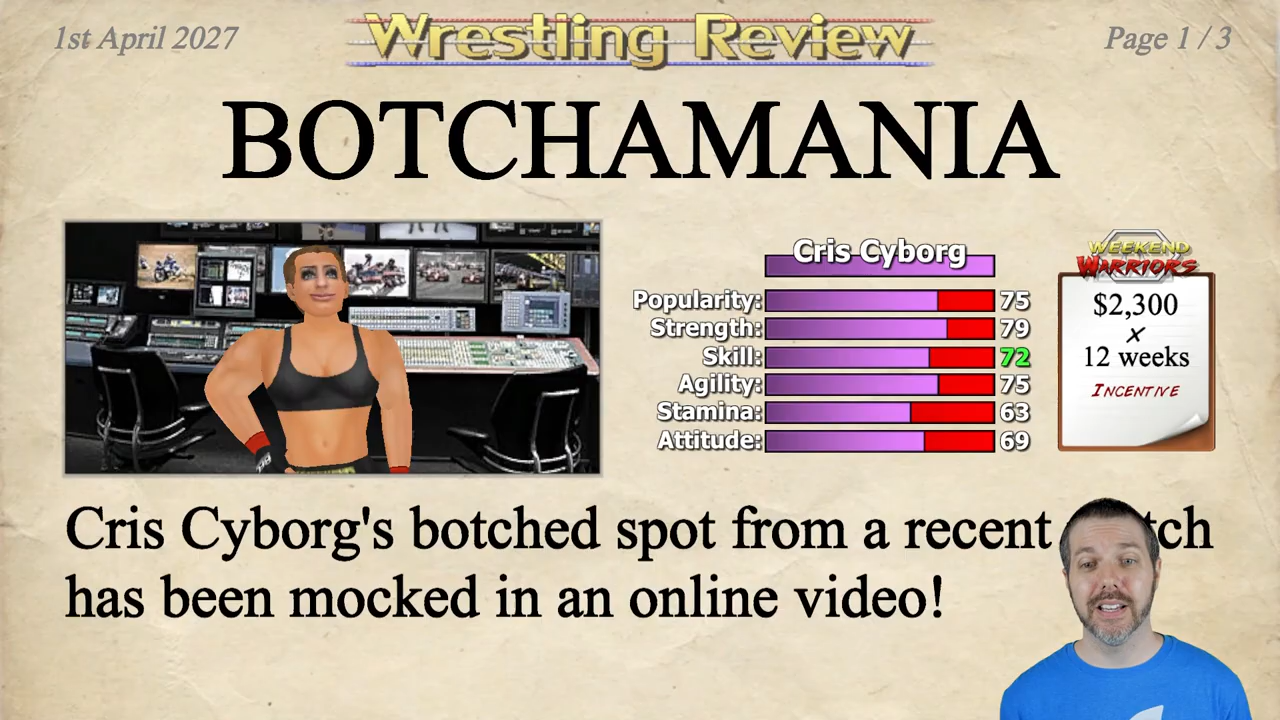 1st April 2027
Wrestling Review
Page 1 / 3
BOTCHAMANIA
Cris Cyborg
Popularity: 75
Strength: 79
Skill: 72
Agility: 75
Stamina: 63
Attitude: 69
WEEKEND
WARRIORS
$2,300
x
12 weeks
INCENTIVE
Cris Cyborg's botched spot from a recent
has been mocked in an online video!